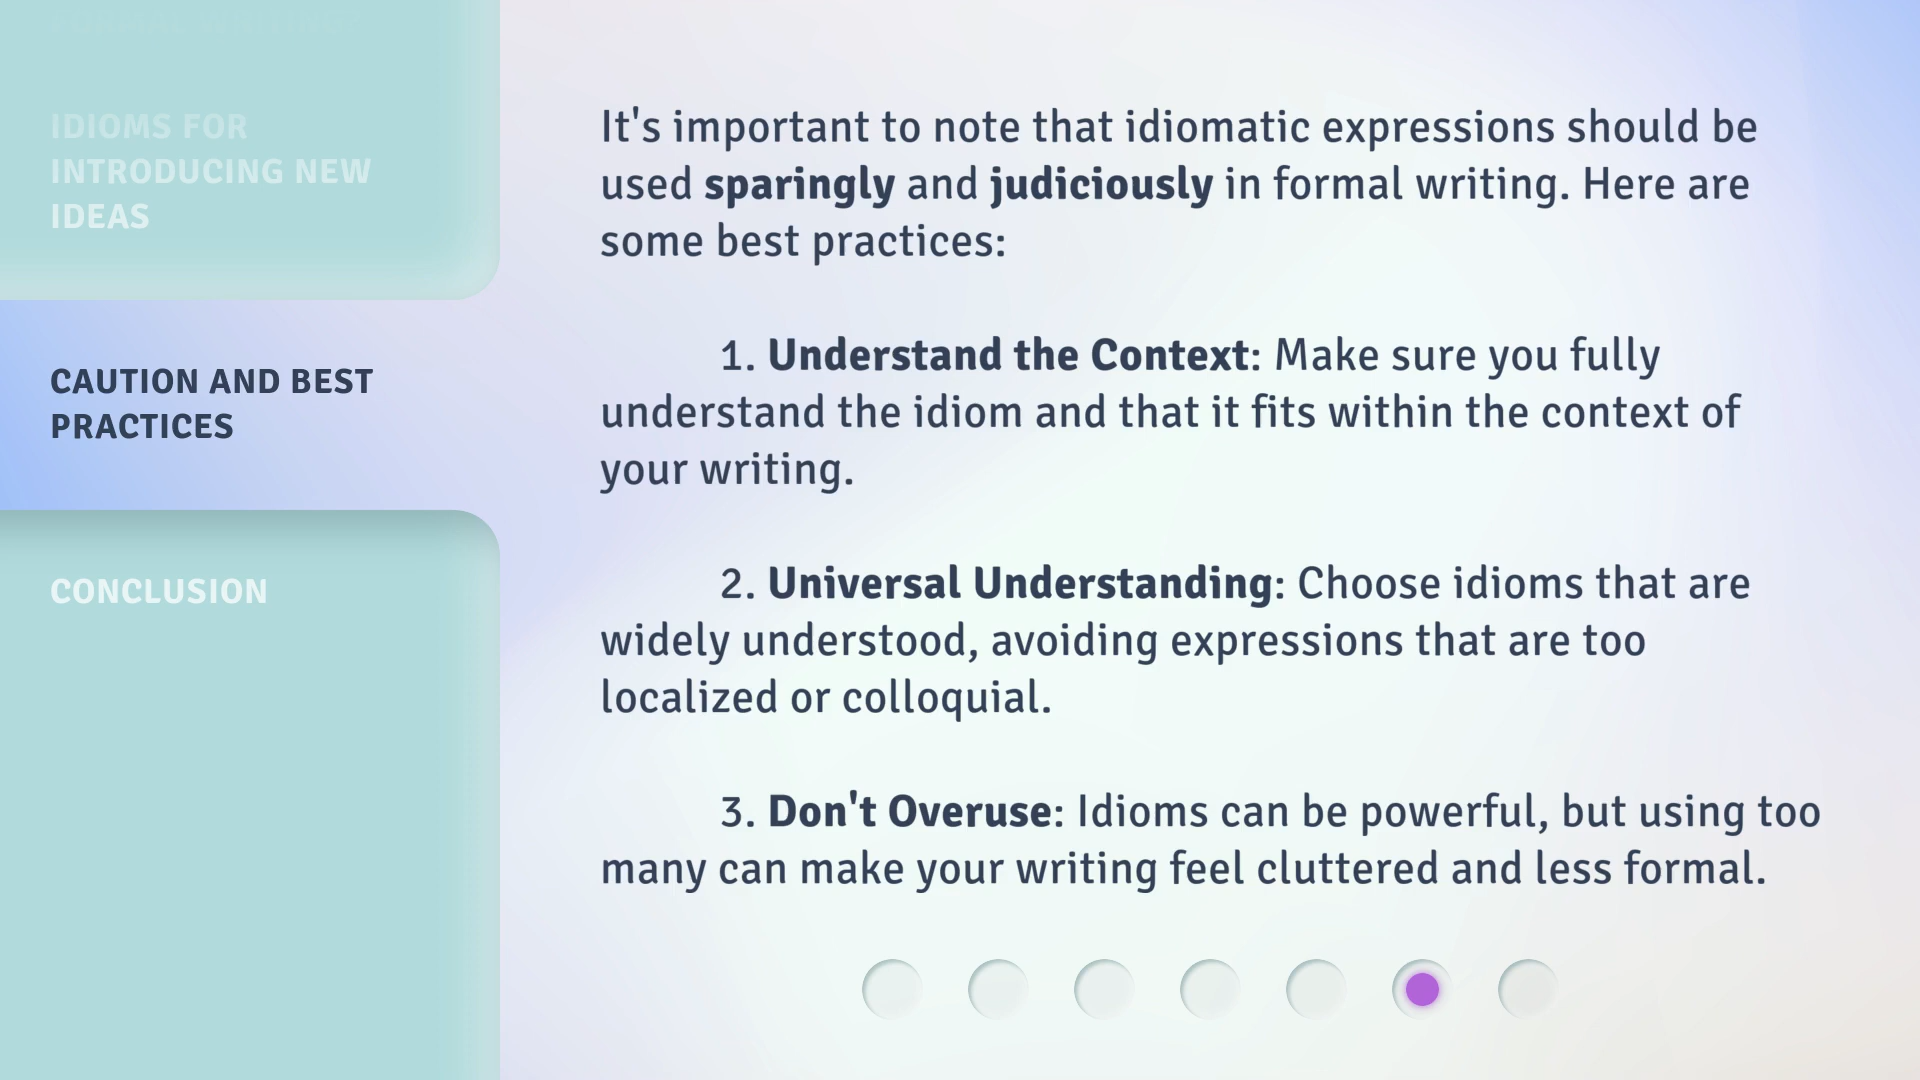 FORMAL WRITING?
IDIOMS FOR
INTRODUCING NEW
IDEAS
CAUTION AND BEST
PRACTICES
CONCLUSION
It's important to note that idiomatic expressions should be
used sparingly and judiciously in formal writing. Here are
some best practices:
1. Understand the Context: Make sure you fully
understand the idiom and that it fits within the context of
your writing.
2. Universal Understanding: Choose idioms that are
widely understood, avoiding expressions that are too
localized or colloquial.
3. Don't Overuse: Idioms can be powerful, but using too
many can make your writing feel cluttered and less formal.